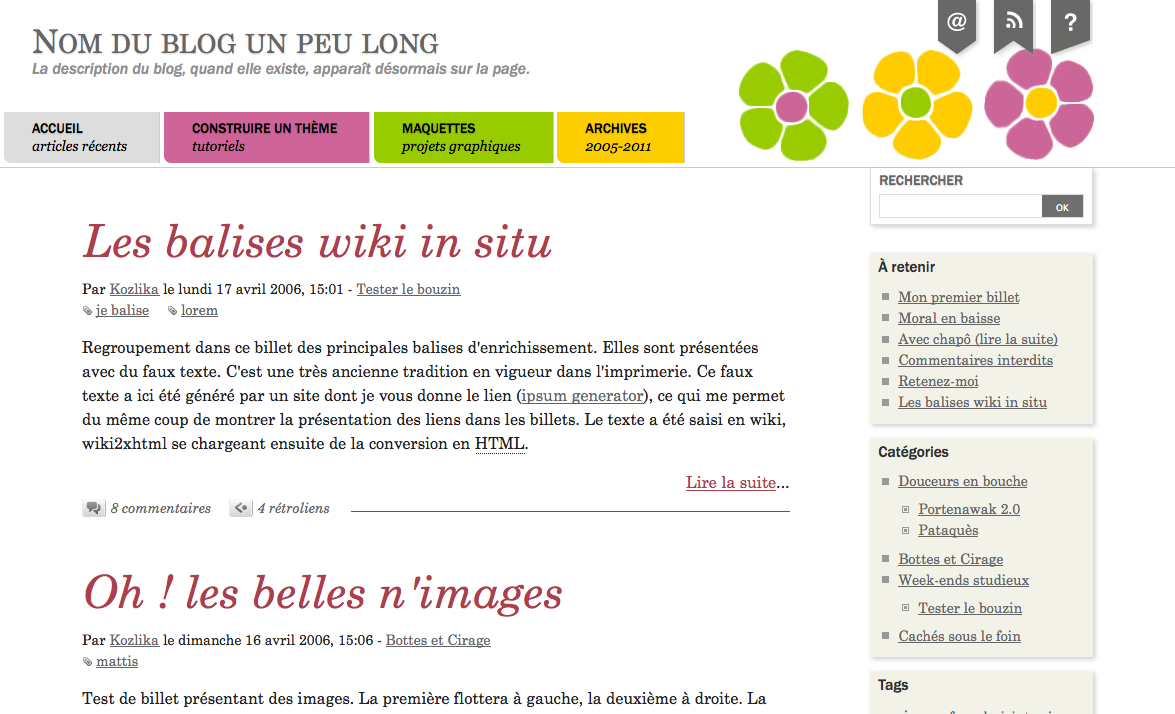 Nom du blog un peu long
La description du blog, quand elle existe, apparaît désormais sur la page.
@
?
ACCUEIL
articles récents
CONSTRUIRE UN THÈME
tutoriels
MAQUETTES
projets graphiques
ARCHIVES
2005-2011
RECHERCHER
OK
Les balises wiki in situ
Par Kozlika le lundi 17 avril 2006, 15:01 - Tester le bouzin
je balise lorem
Regroupement dans ce billet des principales balises d'enrichissement. Elles sont présentées
avec du faux texte. C'est une très ancienne tradition en vigueur dans l'imprimerie. Ce faux
texte a ici été généré par un site dont je vous donne le lien (ipsum generator), ce qui me permet
du même coup de montrer la présentation des liens dans les billets. Le texte a été saisi en wiki,
wiki2xhtml se chargeant ensuite de la conversion en HTML.
Lire la suite...
8 commentaires 4 rétroliens
Oh ! les belles n'images
Par Kozlika le dimanche 16 avril 2006, 15:06 - Bottes et Cirage
mattis
Test de billet présentant des images. La première flottera à gauche, la deuxième à droite. La
À retenir
Mon premier billet
Moral en baisse
Avec chapô (lire la suite)
Commentaires interdits
Retenez-moi
Les balises wiki in situ
Catégories
Douceurs en bouche
Portenawak 2.0
Pataquès
Bottes et Cirage
Week-ends studieux
Tester le bouzin
Cachés sous le foin
Tags